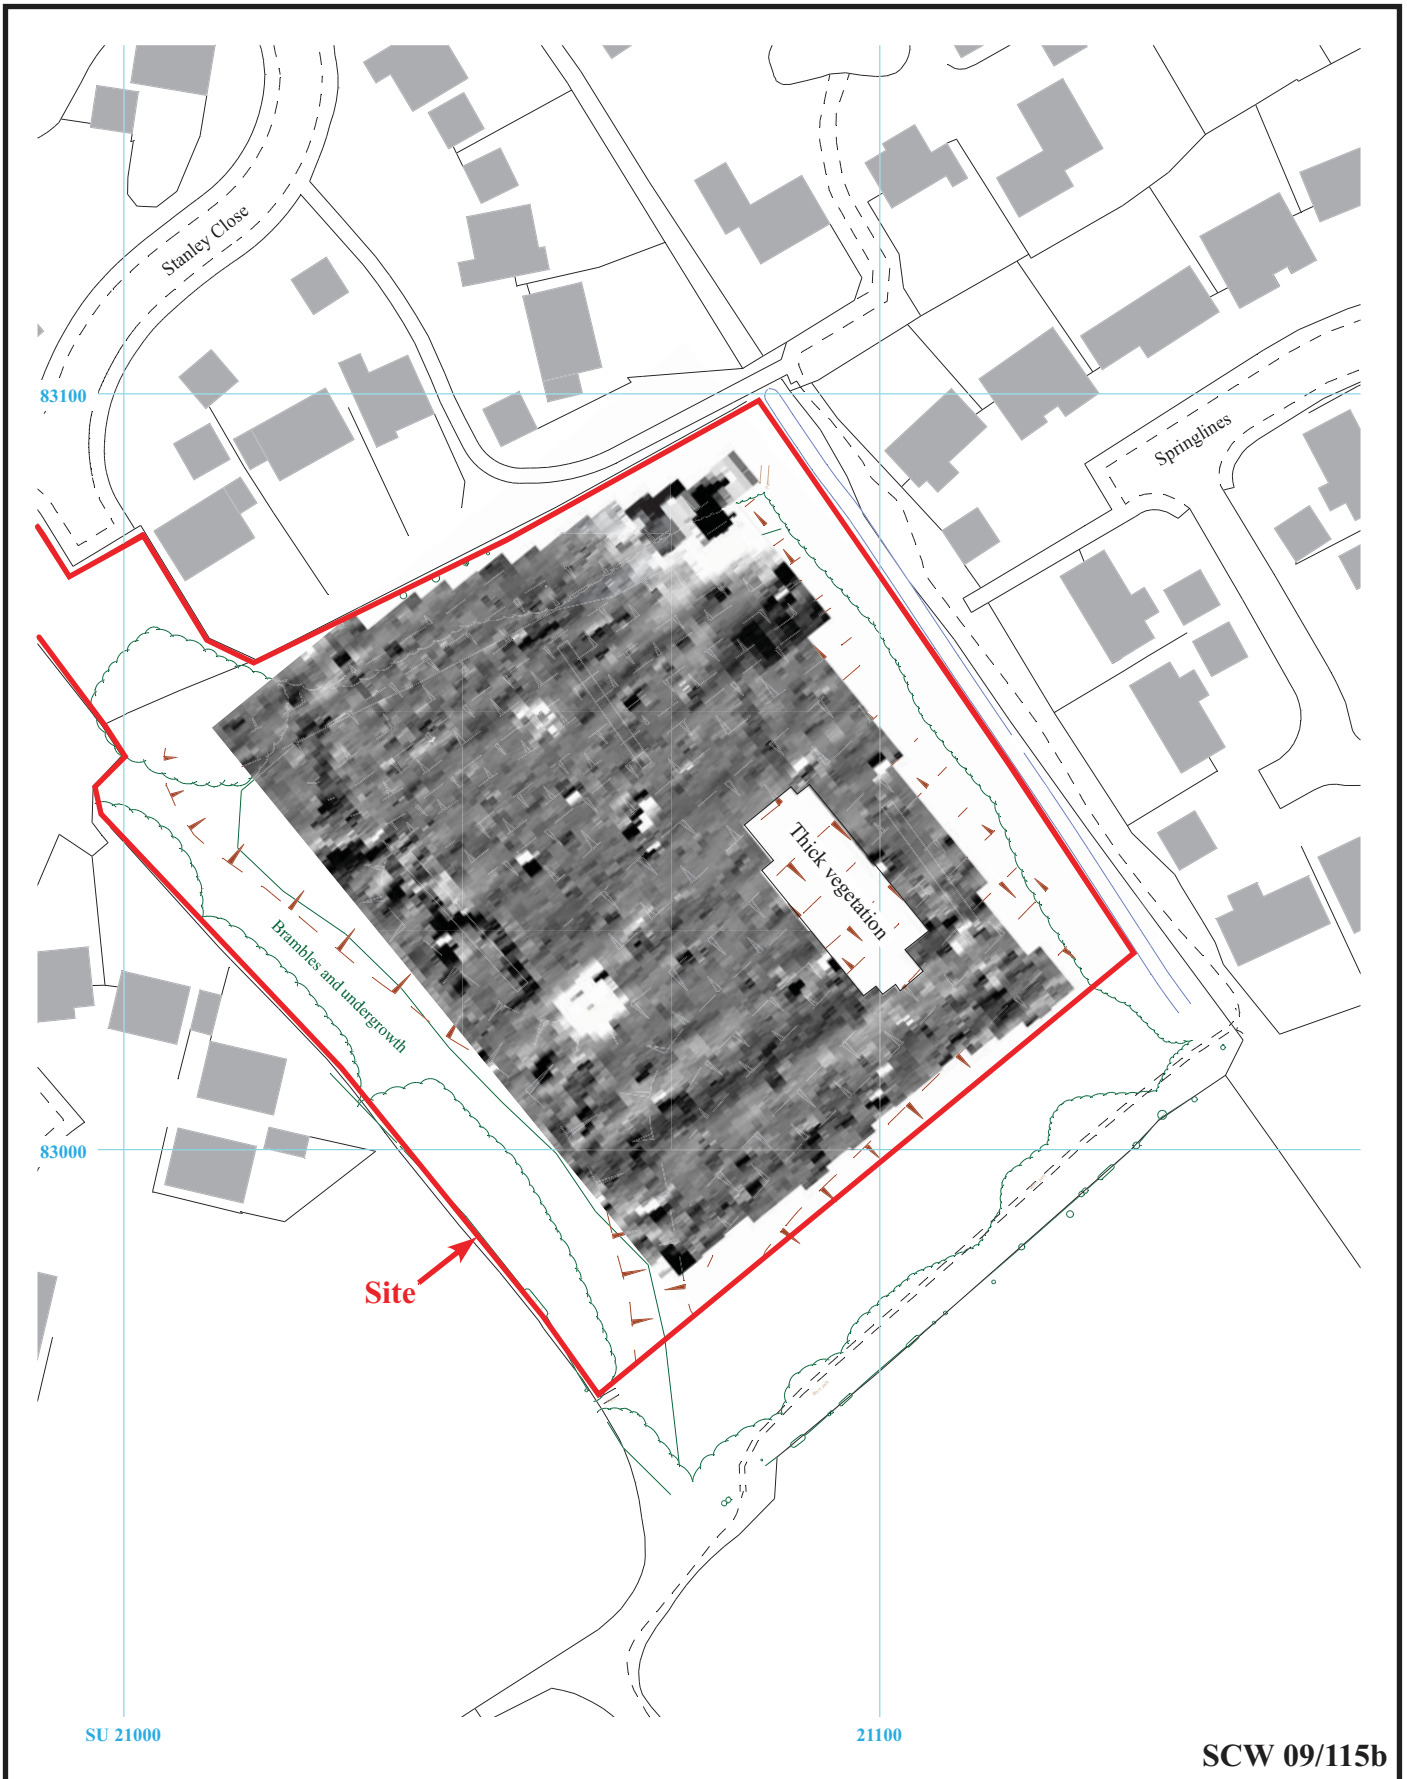 Stanley Close
83100
Springlines
Thick vegetation
Brambles and undergrowth
83000
Site
SU 21000
21100
SCW 09/115b